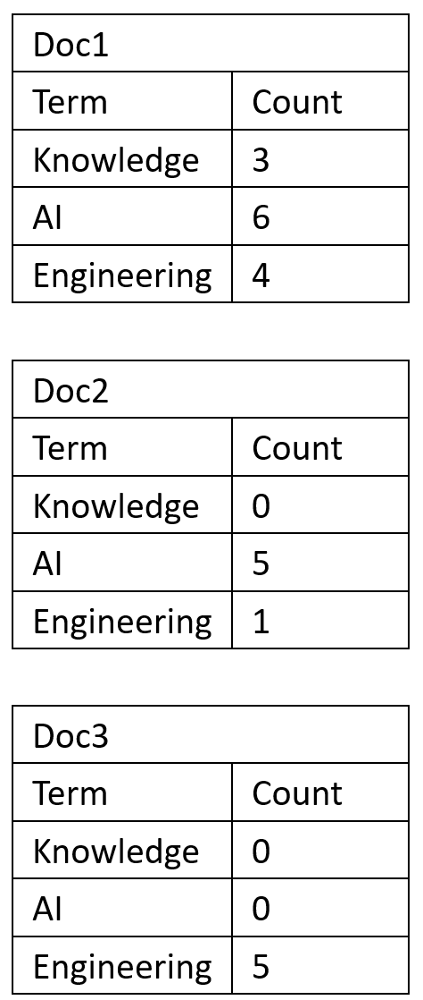 Doc1
Term Count
Knowledge 3
AI 6
Engineering 4
Doc2
Term Count
Knowledge 0
AI 5
Engineering 1
Doc3
Term Count
Knowledge 0
AI 0
Engineering 5